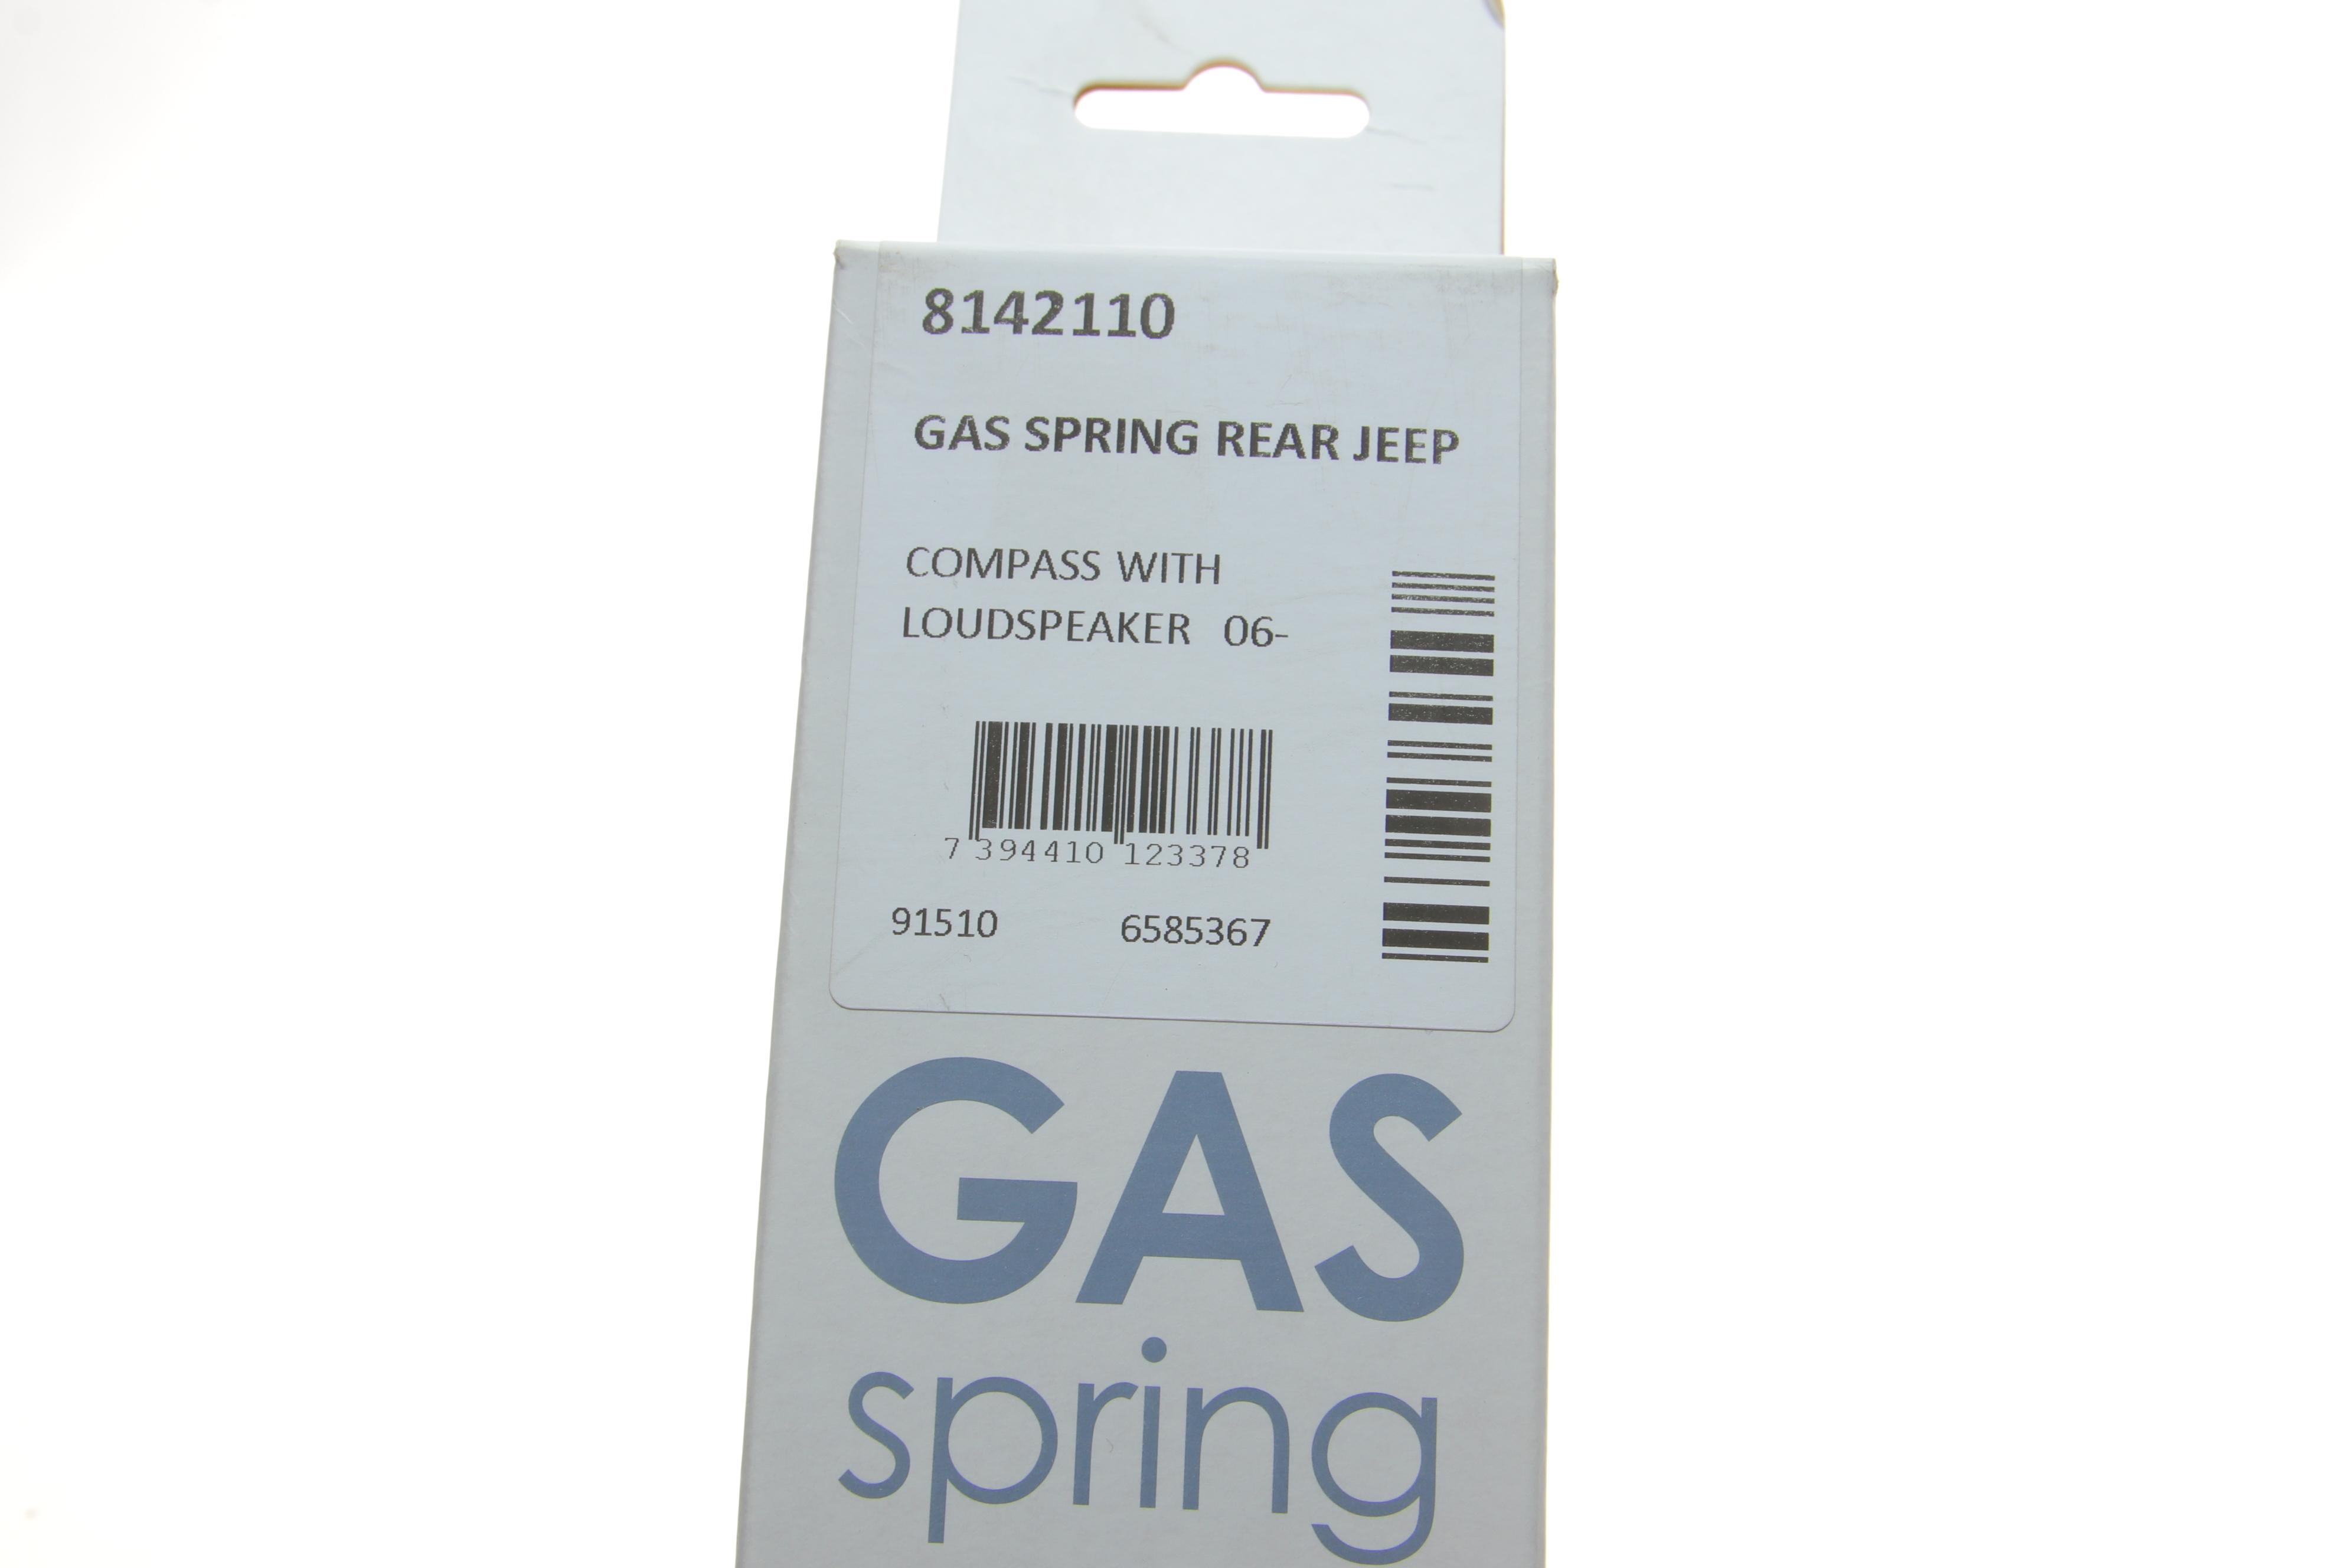 8142110
GAS SPRING REAR JEEP
COMPASS WITH
LOUDSPEAKER 06-
7 394410 123378
91510 6585367
GAS
spring